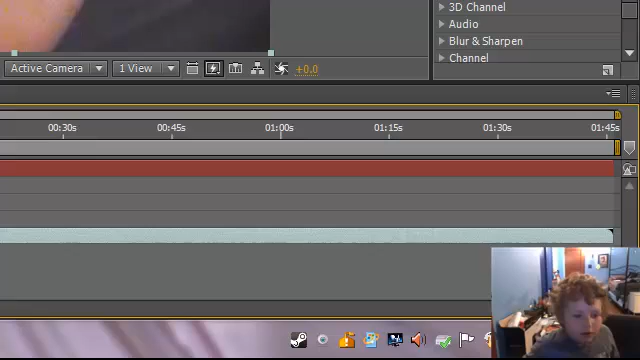 3D Channel
Audio
Blur & Sharpen
Channel
Active Camera 1 View +0.0
00:30s 00:45s 01:00s 01:15s 01:30s 01:45s